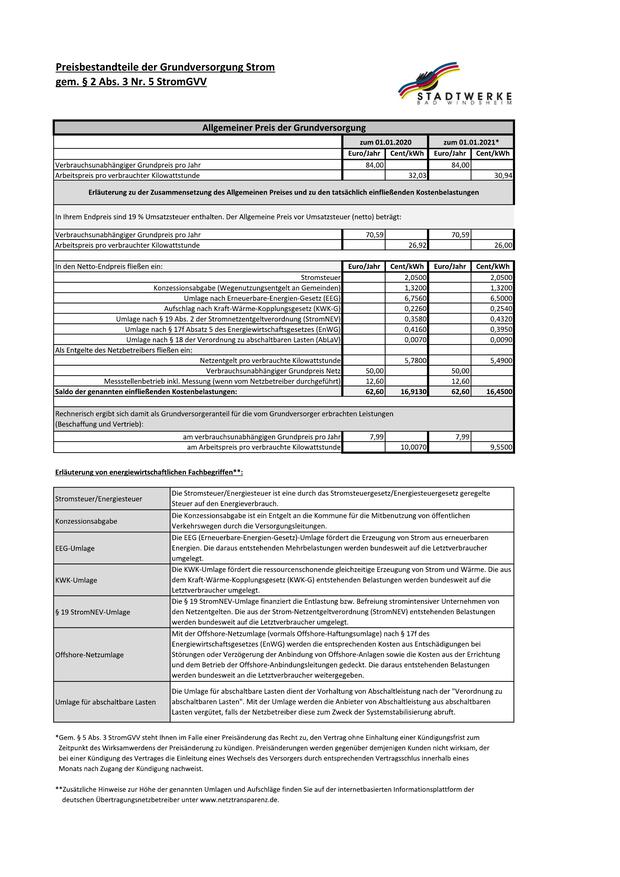 Preisbestandteile der Grundversorgung Strom
gem. § 2 Abs. 3 Nr. 5 StromGVV
STADTWERKE
BAD WINDSHEIM
Allgemeiner Preis der Grundversorgung
zum 01.01.2020 zum 01.01.2021*
Euro/Jahr Cent/kWh Euro/Jahr Cent/kWh
Verbrauchsunabhängiger Grundpreis pro Jahr 84,00 84,00
Arbeitspreis pro verbrauchter Kilowattstunde 32,03 30,94
Erläuterung zu der Zusammensetzung des Allgemeinen Preises und zu den tatsächlich einfließenden Kostenbelastungen
In Ihrem Endpreis sind 19 % Umsatzsteuer enthalten. Der Allgemeine Preis vor Umsatzsteuer (netto) beträgt:
Verbrauchsunabhängiger Grundpreis pro Jahr 70,59 70,59
Arbeitspreis pro verbrauchter Kilowattstunde 26,92 26,00
In den Netto-Endpreis fließen ein: Euro/Jahr Cent/kWh Euro/Jahr Cent/kWh
Stromsteuer 2,0500 2,0500
Konzessionsabgabe (Wegenutzungsentgelt an Gemeinden) 1,3200 1,3200
Umlage nach Erneuerbare-Energien-Gesetz (EEG) 6,7560 6,5000
Aufschlag nach Kraft-Wärme-Kopplungsgesetz (KWK-G) 0,2260 0,2540
Umlage nach § 19 Abs. 2 der Stromnetzentgeltverordnung (StromNEV) 0,3580 0,4320
Umlage nach § 17f Absatz 5 des Energiewirtschaftsgesetzes (EnWG) 0,4160 0,3950
Umlage nach § 18 der Verordnung zu abschaltbaren Lasten (AbLaV) 0,0070 0,0090
Als Entgelte des Netzbetreibers fließen ein:
Netzentgelt pro verbrauchte Kilowattstunde 5,7800 5,4900
Verbrauchsunabhängiger Grundpreis Netz 50,00 50,00
Messstellenbetrieb inkl. Messung (wenn vom Netzbetreiber durchgeführt) 12,60 12,60
Saldo der genannten einfließenden Kostenbelastungen: 62,60 16,9130 62,60 16,4500
Rechnerisch ergibt sich damit als Grundversorgeranteil für die vom Grundversorger erbrachten Leistungen
(Beschaffung und Vertrieb):
am verbrauchsunabhängigen Grundpreis pro Jahr 7,99 7,99
am Arbeitspreis pro verbrauchter Kilowattstunde 10,0070 9,5500
Erläuterung von energiewirtschaftlichen Fachbegriffen**:
Stromsteuer/Energiesteuer Die Stromsteuer/Energiesteuer ist eine durch das Stromsteuergesetz/Energiesteuergesetz geregelte
Steuer auf den Energieverbrauch.
Konzessionsabgabe Die Konzessionsabgabe ist ein Entgelt an die Kommune für die Mitbenutzung von öffentlichen
Verkehrswegen durch die Versorgungsleitungen.
EEG-Umlage Die EEG (Erneuerbare-Energien-Gesetz)-Umlage fördert die Erzeugung von Strom aus erneuerbaren
Energien. Die daraus entstehenden Mehrbelastungen werden bundesweit auf die Letztverbraucher
umgelegt.
KWK-Umlage Die KWK-Umlage fördert die ressourcenschonende gleichzeitige Erzeugung von Strom und Wärme. Die aus
dem Kraft-Wärme-Kopplungsgesetz (KWK-G) entstehenden Belastungen werden bundesweit auf die
Letztverbraucher umgelegt.
§ 19 StromNEV-Umlage Die § 19 StromNEV-Umlage finanziert die Entlastung bzw. Befreiung stromintensiver Unternehmen von
den Netzentgelten. Die aus der Strom-Netzentgeltverordnung (StromNEV) entstehenden Belastungen
werden bundesweit auf die Letztverbraucher umgelegt.
Offshore-Netzumlage Mit der Offshore-Netzumlage (vormals Offshore-Haftungsumlage) nach § 17f des
Energiewirtschaftsgesetzes (EnWG) werden die entsprechenden Kosten aus Entschädigungen bei
Störungen oder Verzögerung der Anbindung von Offshore-Anlagen sowie die Kosten aus der Errichtung
und dem Betrieb der Offshore-Anbindungsleitungen gedeckt. Die daraus entstehenden Belastungen
werden bundesweit an die Letztverbraucher weitergegeben.
Umlage für abschaltbare Lasten Die Umlage für abschaltbare Lasten dient der Vorhaltung von Abschaltleistung nach der "Verordnung zu
abschaltbaren Lasten". Mit der Umlage werden die Anbieter von Abschaltleistung aus abschaltbaren
Lasten vergütet, falls der Netzbetreiber diese zum Zweck der Systemstabilisierung abruft.
*Gem. § 5 Abs. 3 StromGVV steht Ihnen im Falle einer Preisänderung das Recht zu, den Vertrag ohne Einhaltung einer Kündigungsfrist zum
Zeitpunkt des Wirksamwerdens der Preisänderung zu kündigen. Preisänderungen werden gegenüber demjenigen Kunden nicht wirksam, der
bei einer Kündigung des Vertrages die Einleitung eines Wechsels des Versorgers durch entsprechenden Vertragsschlus innerhalb eines
Monats nach Zugang der Kündigung nachweist.
**Zusätzliche Hinweise zur Höhe der genannten Umlagen und Aufschläge finden Sie auf der internetbasierten Informationsplattform der
deutschen Übertragungsnetzbetreiber unter www.netztransparenz.de.